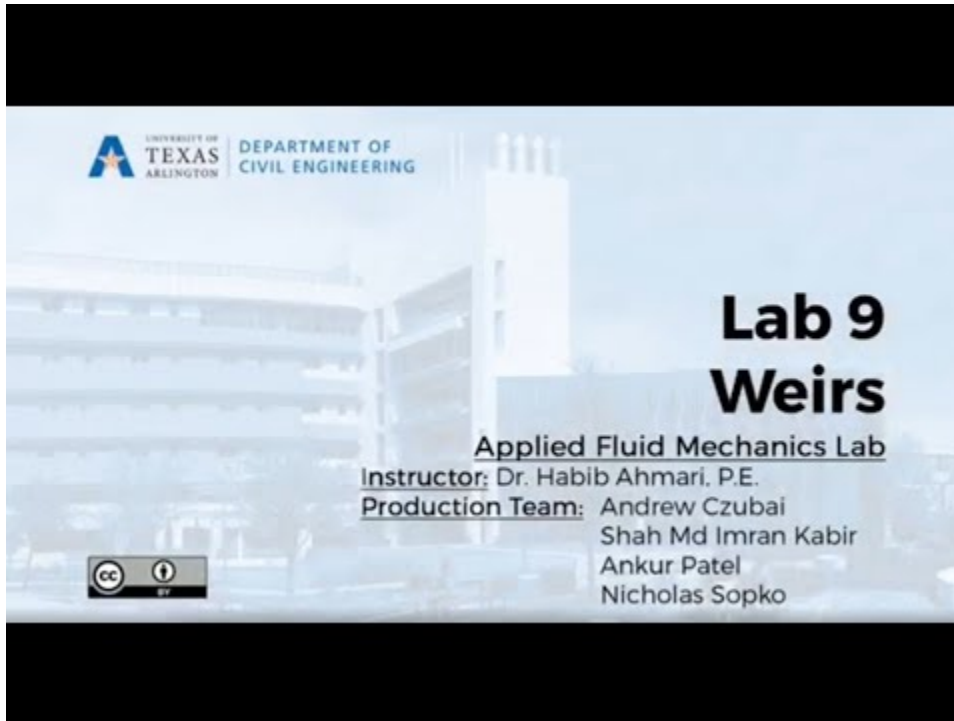 UNIVERSITY OF
TEXAS
ARLINGTON
DEPARTMENT OF
CIVIL ENGINEERING
Lab 9
Weirs
Applied Fluid Mechanics Lab
Instructor: Dr. Habib Ahmari, P.E.
Production Team: Andrew Czubai
Shah Md Imran Kabir
Ankur Patel
Nicholas Sopko
cc
BY